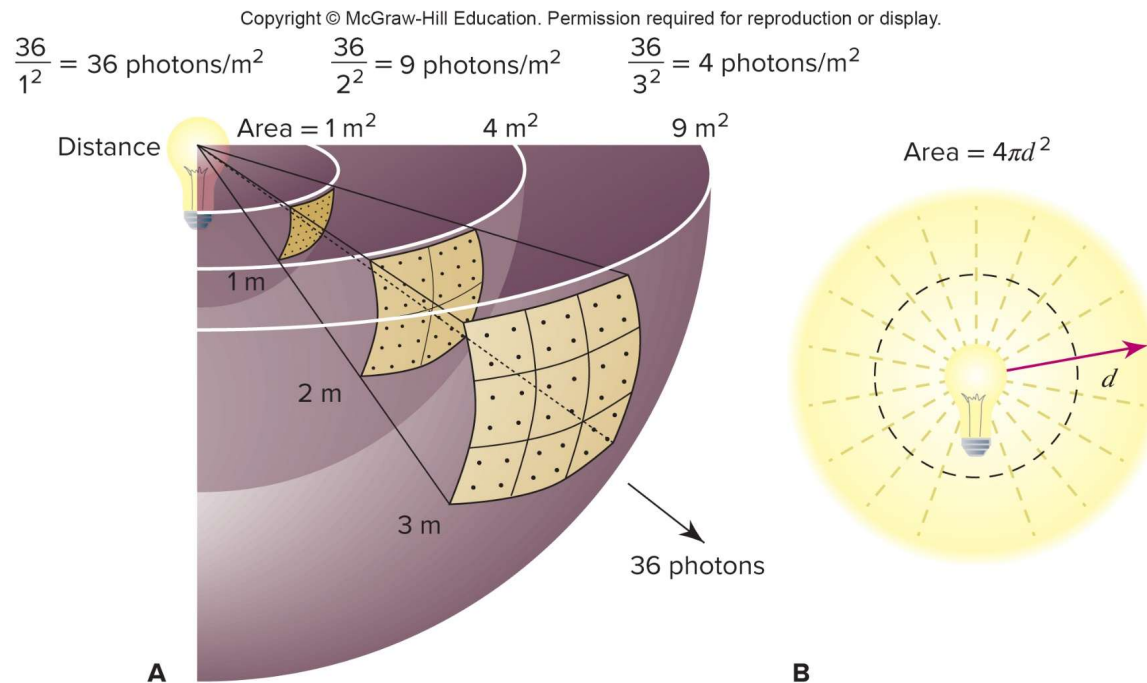 Copyright © McGraw-Hill Education. Permission required for reproduction or display.
36/1² = 36 photons/m² 36/2² = 9 photons/m² 36/3² = 4 photons/m²
Distance Area = 1 m² 4 m² 9 m²
Area = 4πd²
1 m
2 m
d
3 m
36 photons
A B